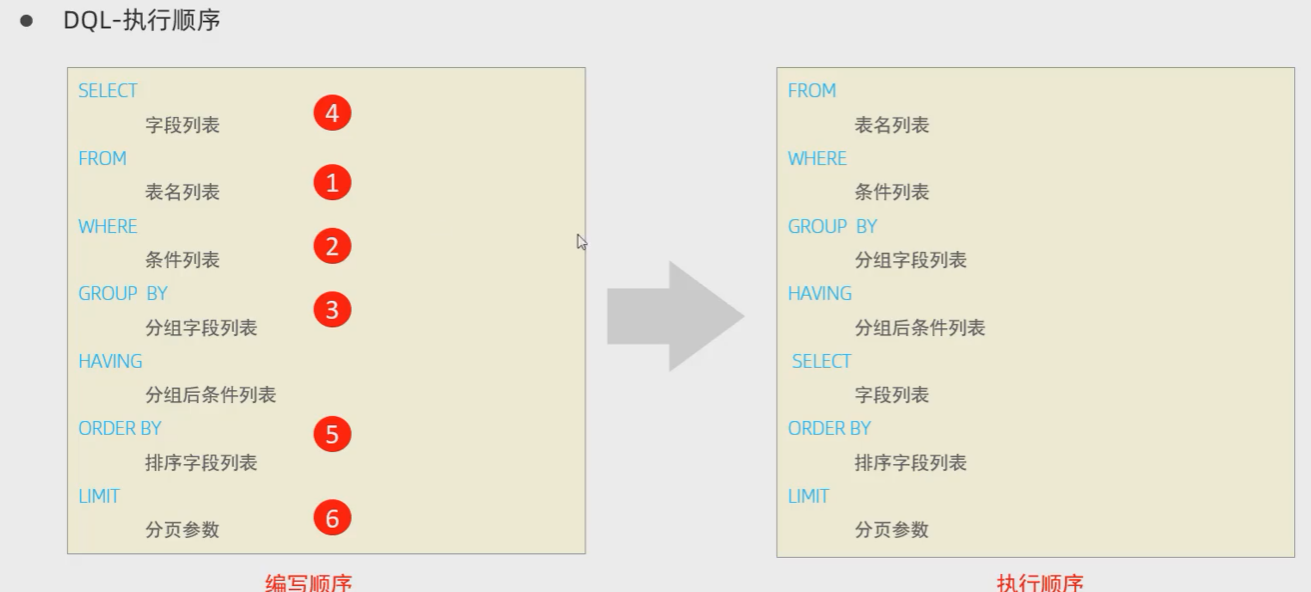 DQL-执行顺序
SELECT
字段列表
4
FROM
表名列表
1
WHERE
条件列表
2
GROUP BY
分组字段列表
3
HAVING
分组后条件列表
ORDER BY
排序字段列表
5
LIMIT
分页参数
6
编写顺序
FROM
表名列表
WHERE
条件列表
GROUP BY
分组字段列表
HAVING
分组后条件列表
SELECT
字段列表
ORDER BY
排序字段列表
LIMIT
分页参数
执行顺序